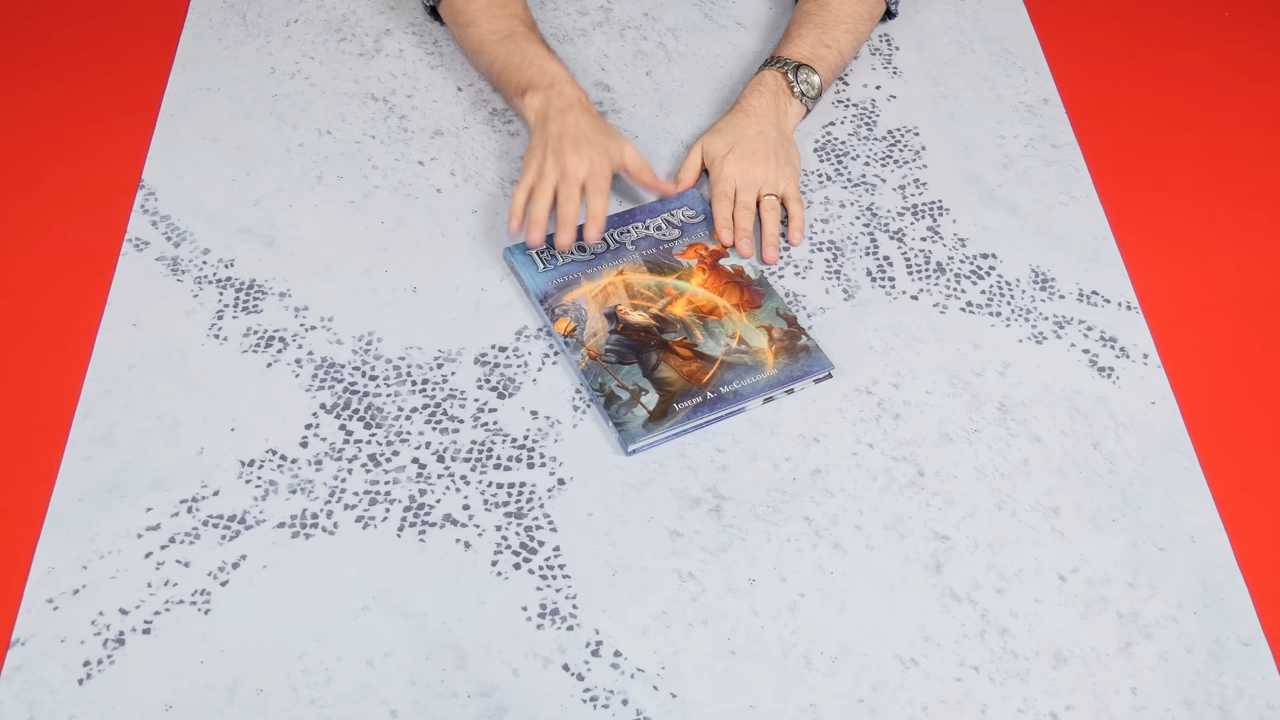 FROSTGRAVE
FANTASY WARGAMES IN THE FROZEN CITY
JOSEPH A. MCCULLOUGH